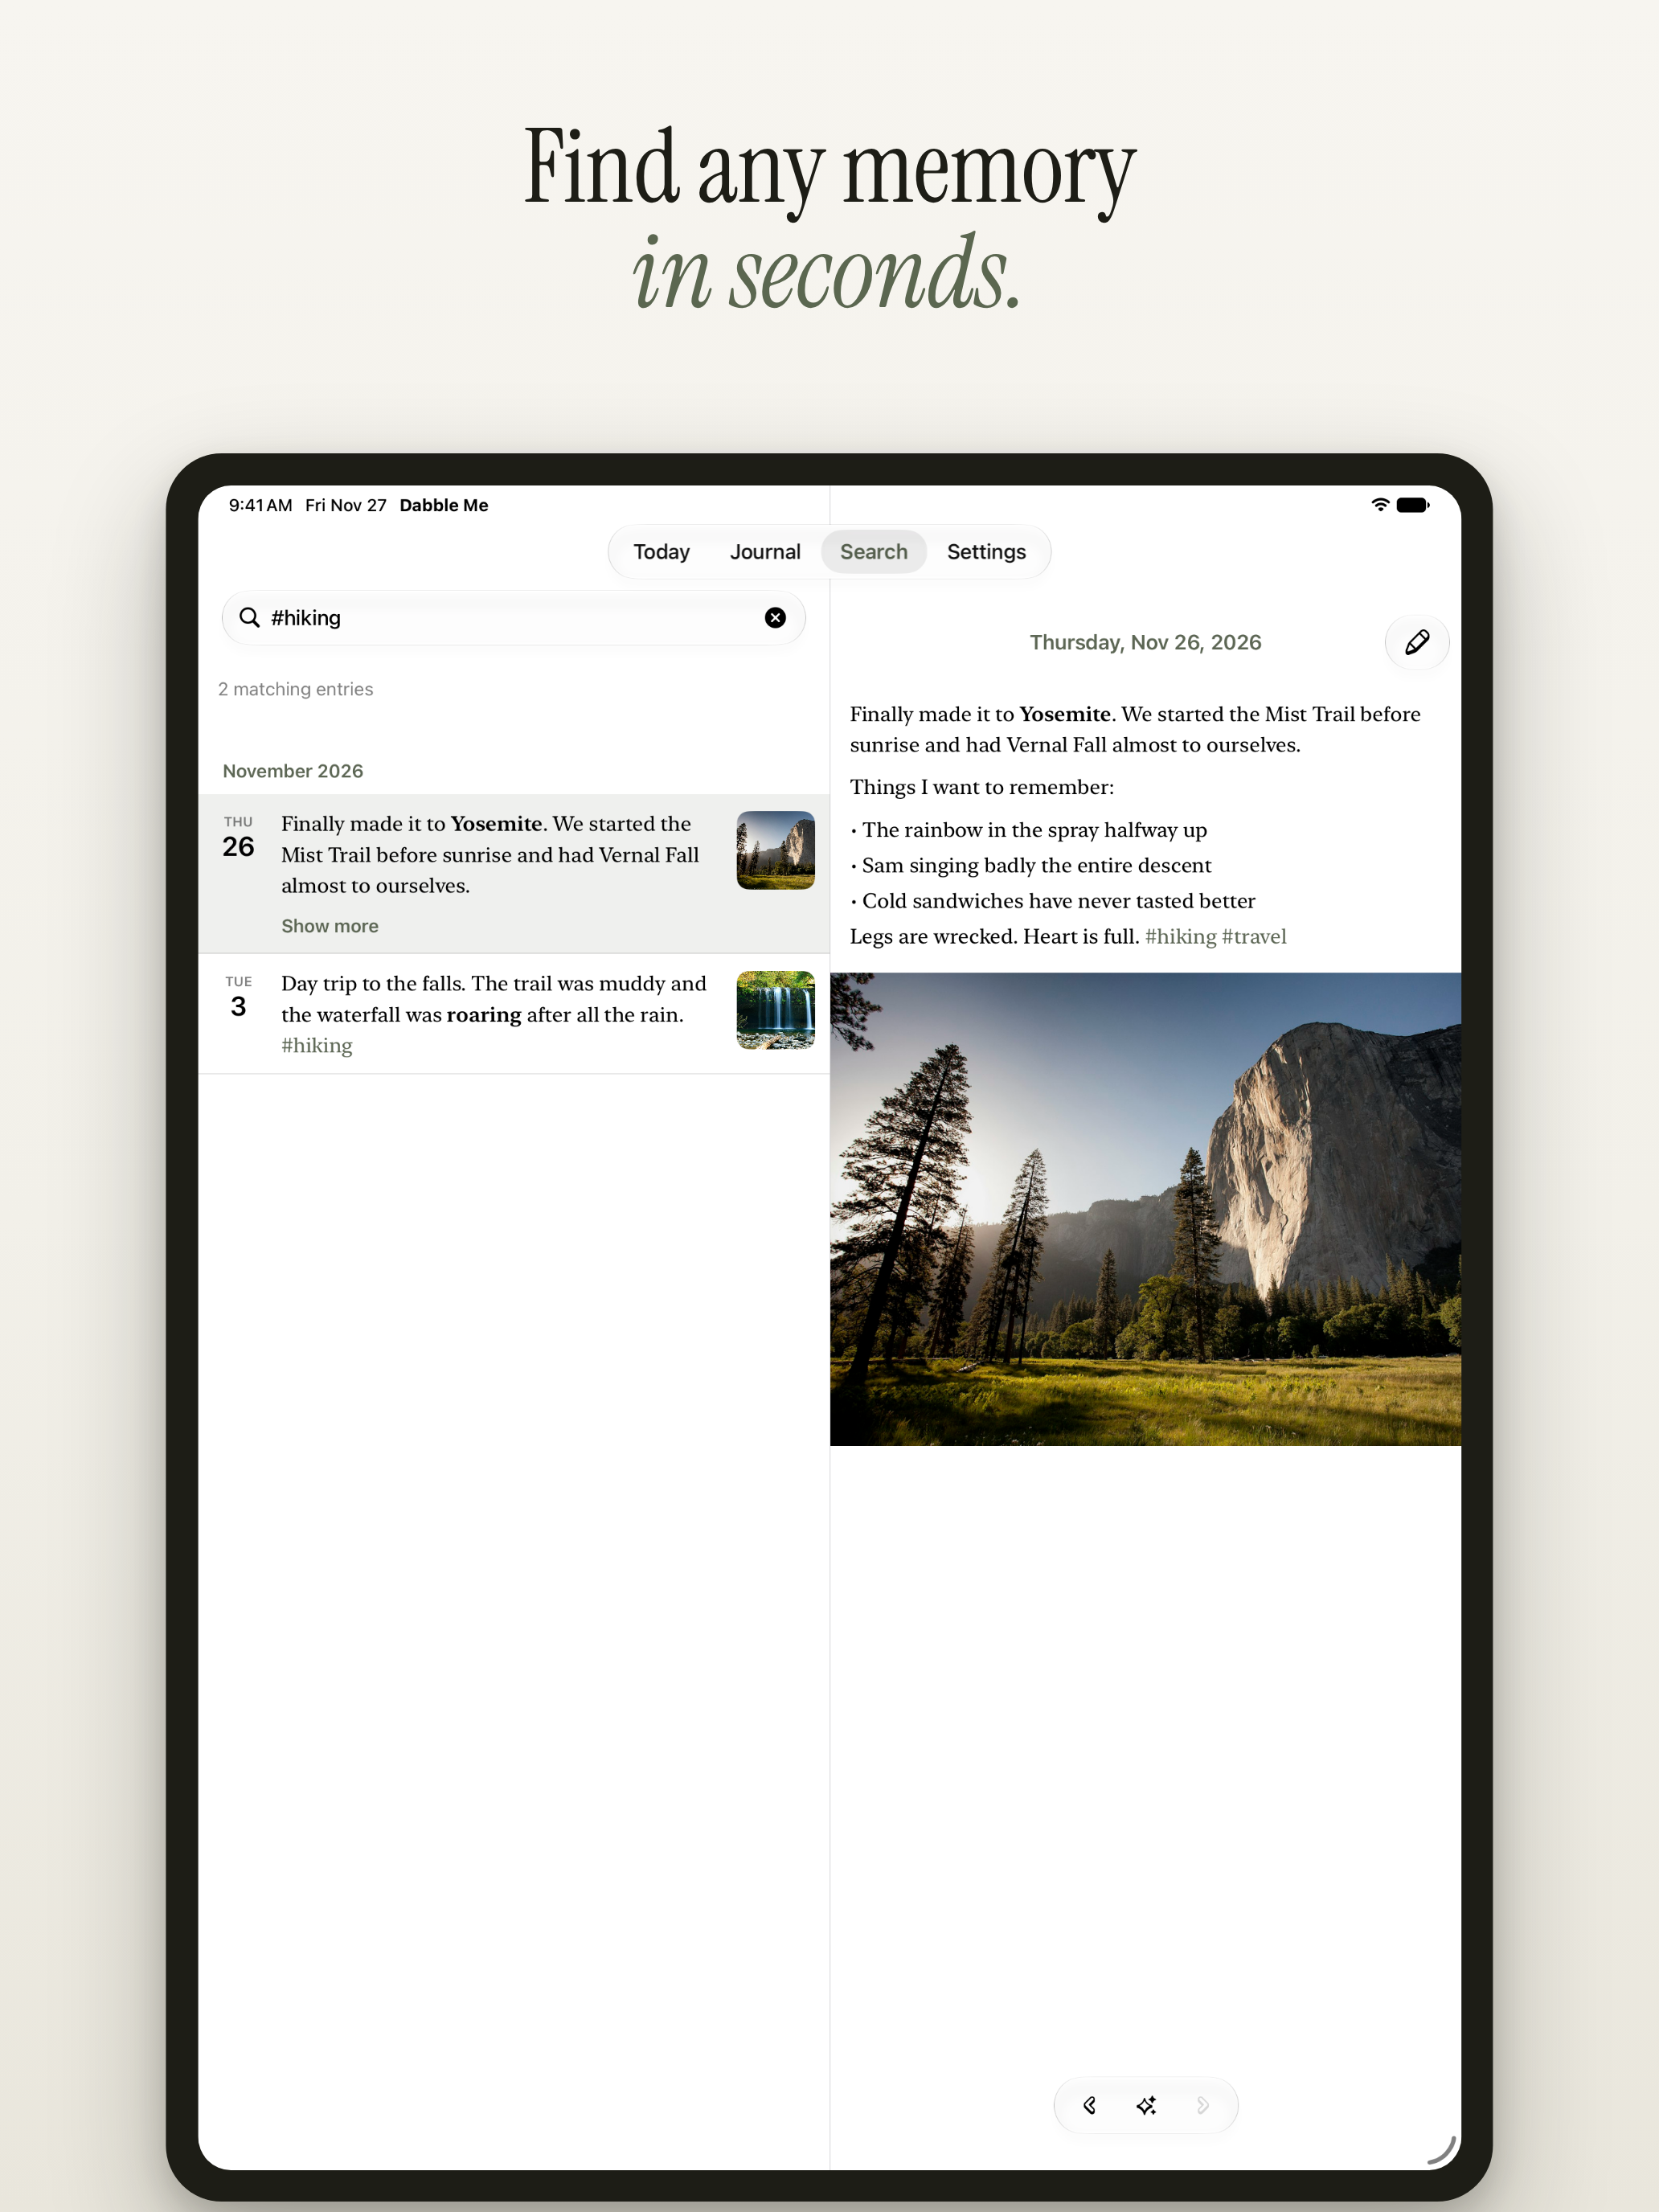 Find any memory
in seconds.
9:41 AM Fri Nov 27 Dabble Me
Today Journal Search Settings
#hiking
2 matching entries
November 2026
THU
26
Finally made it to Yosemite. We started the
Mist Trail before sunrise and had Vernal Fall
almost to ourselves.
Show more
TUE
3
Day trip to the falls. The trail was muddy and
the waterfall was roaring after all the rain.
#hiking
Thursday, Nov 26, 2026
Finally made it to Yosemite. We started the Mist Trail before
sunrise and had Vernal Fall almost to ourselves.
Things I want to remember:
• The rainbow in the spray halfway up
• Sam singing badly the entire descent
• Cold sandwiches have never tasted better
Legs are wrecked. Heart is full. #hiking #travel